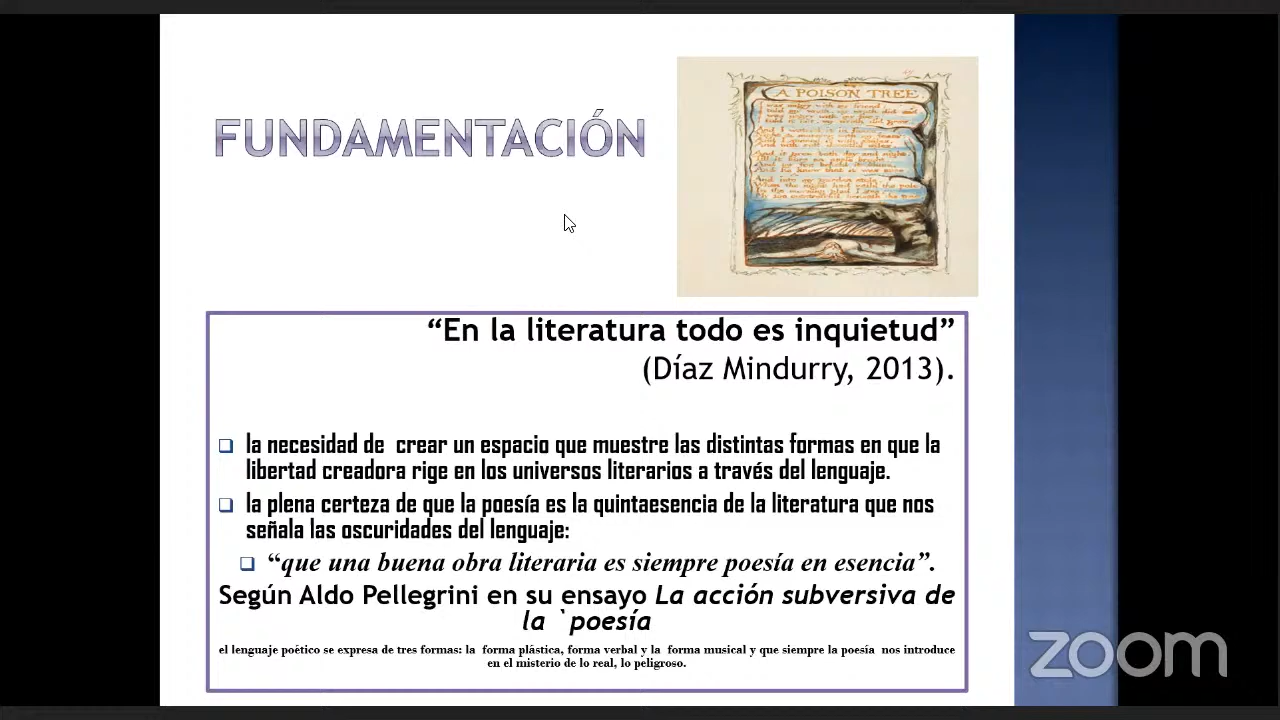 FUNDAMENTACIÓN
A POISON TREE.
“En la literatura todo es inquietud”
(Díaz Mindurry, 2013).
la necesidad de crear un espacio que muestre las distintas formas en que la
libertad creadora rige en los universos literarios a través del lenguaje.
la plena certeza de que la poesía es la quintaesencia de la literatura que nos
señala las oscuridades del lenguaje:
“que una buena obra literaria es siempre poesía en esencia”.
Según Aldo Pellegrini en su ensayo La acción subversiva de
la `poesía
el lenguaje poético se expresa de tres formas: la forma plástica, forma verbal y la forma musical y que siempre la poesía nos introduce
en el misterio de lo real, lo peligroso.
zoom